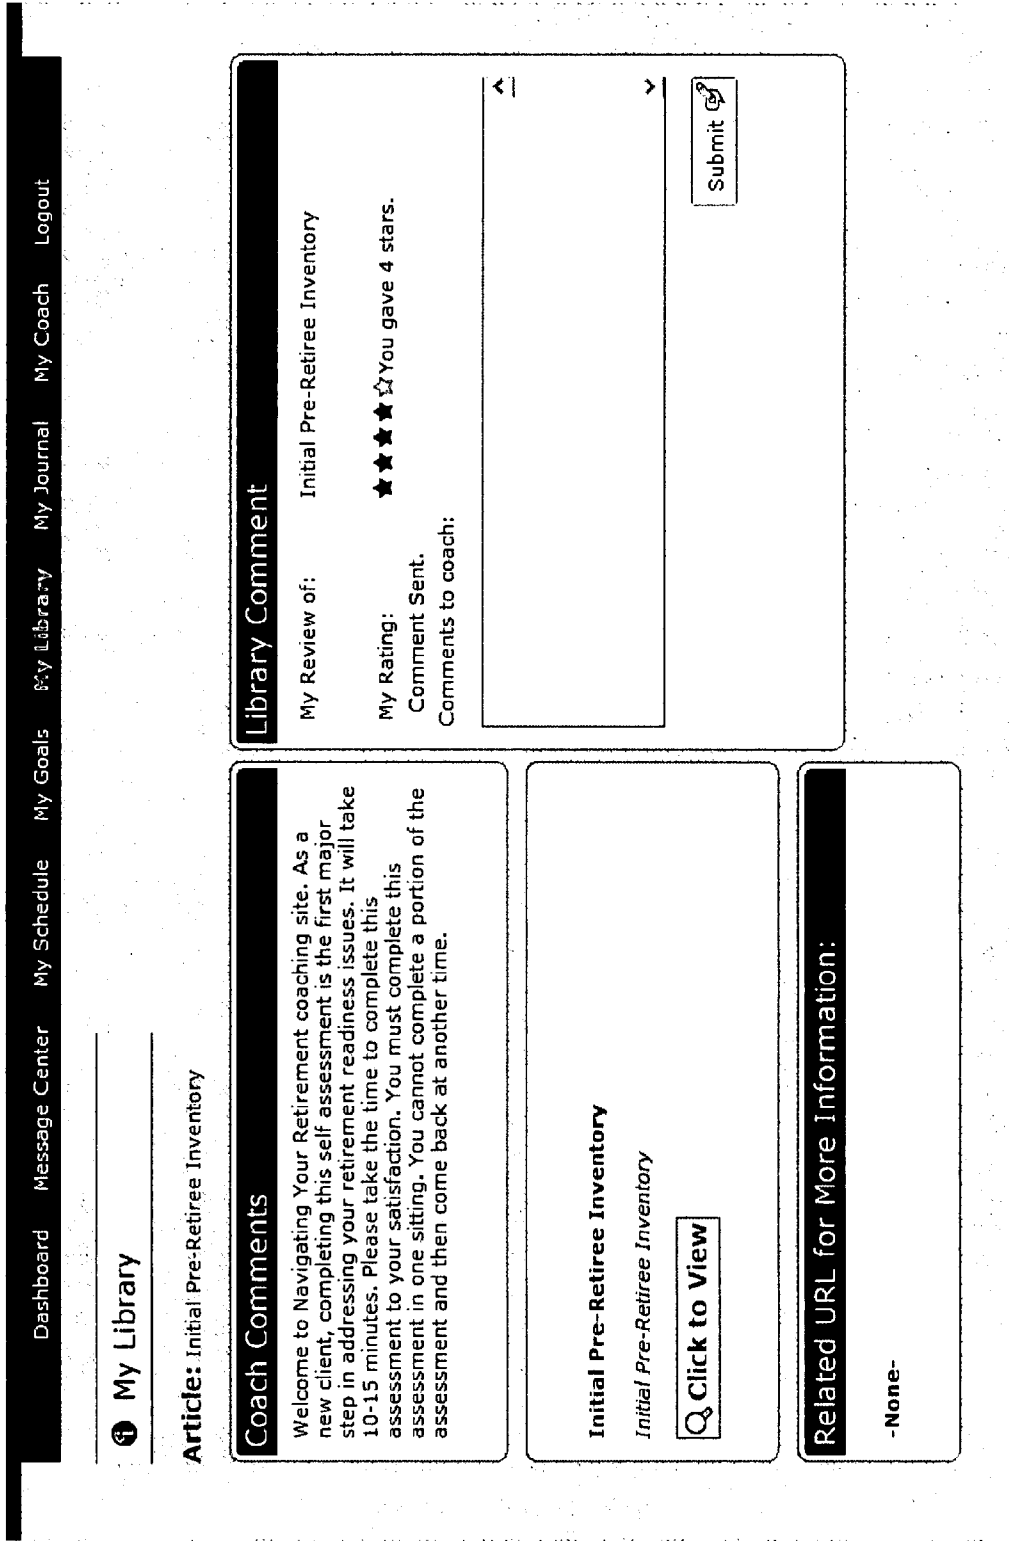 Dashboard Message Center My Schedule My Goals My Library My Journal My Coach Logout
My Library
Article: Initial Pre-Retiree Inventory
Coach Comments
Welcome to Navigating Your Retirement coaching site. As a
new client, completing this self assessment is the first major
step in addressing your retirement readiness issues. It will take
10-15 minutes. Please take the time to complete this
assessment to your satisfaction. You must complete this
assessment in one sitting. You cannot complete a portion of the
assessment and then come back at another time.
Initial Pre-Retiree Inventory
Initial Pre-Retiree Inventory
Click to View
Related URL for More Information:
-None-
Library Comment
My Review of: Initial Pre-Retiree Inventory
My Rating: ★★★★☆You gave 4 stars.
Comment Sent.
Comments to coach:
Submit